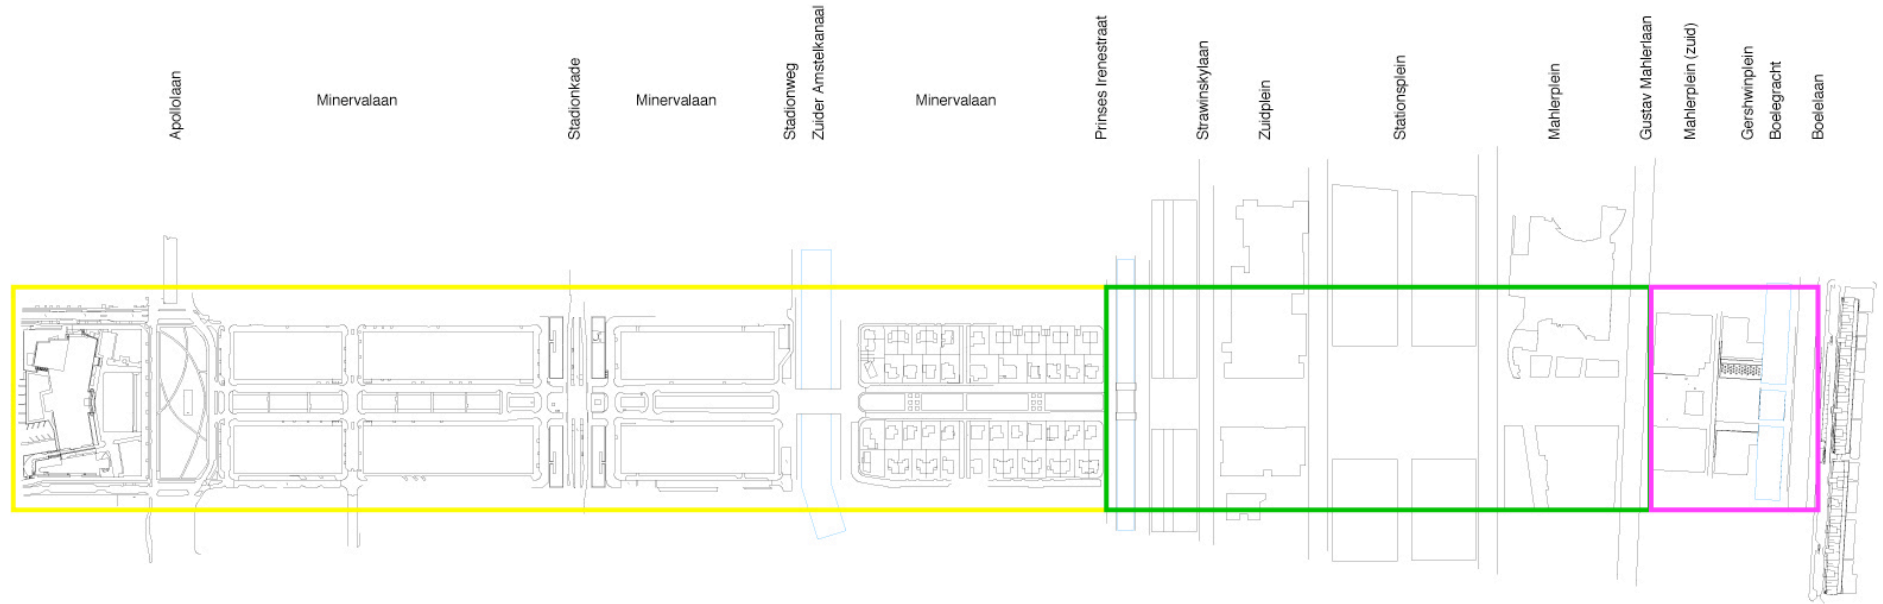 Apollolaan
Minervalaan
Stadionkade
Minervalaan
Stadionweg
Zuider Amstelkanaal
Minervalaan
Prinses Irenestraat
Strawinskylaan
Zuidplein
Stationsplein
Mahlerplein
Gustav Mahlerlaan
Mahlerplein (zuid)
Gershwinplein
Boelegracht
Boelelaan